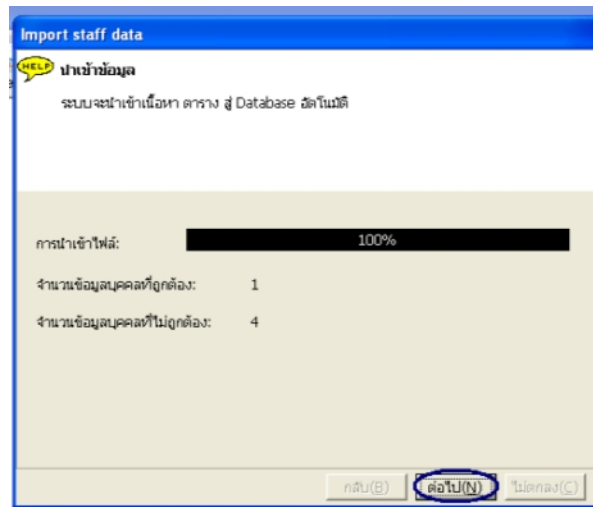 Import staff data
HELP นำเข้าข้อมูล
ระบบจะนำเข้าเนื้อหา ตาราง สู่ Database อัตโนมัติ
การนำเข้าไฟล์: 100%
จำนวนข้อมูลบุคคลที่ถูกต้อง: 1
จำนวนข้อมูลบุคคลที่ไม่ถูกต้อง: 4
กลับ(B) ต่อไป(N) ไม่ตกลง(C)